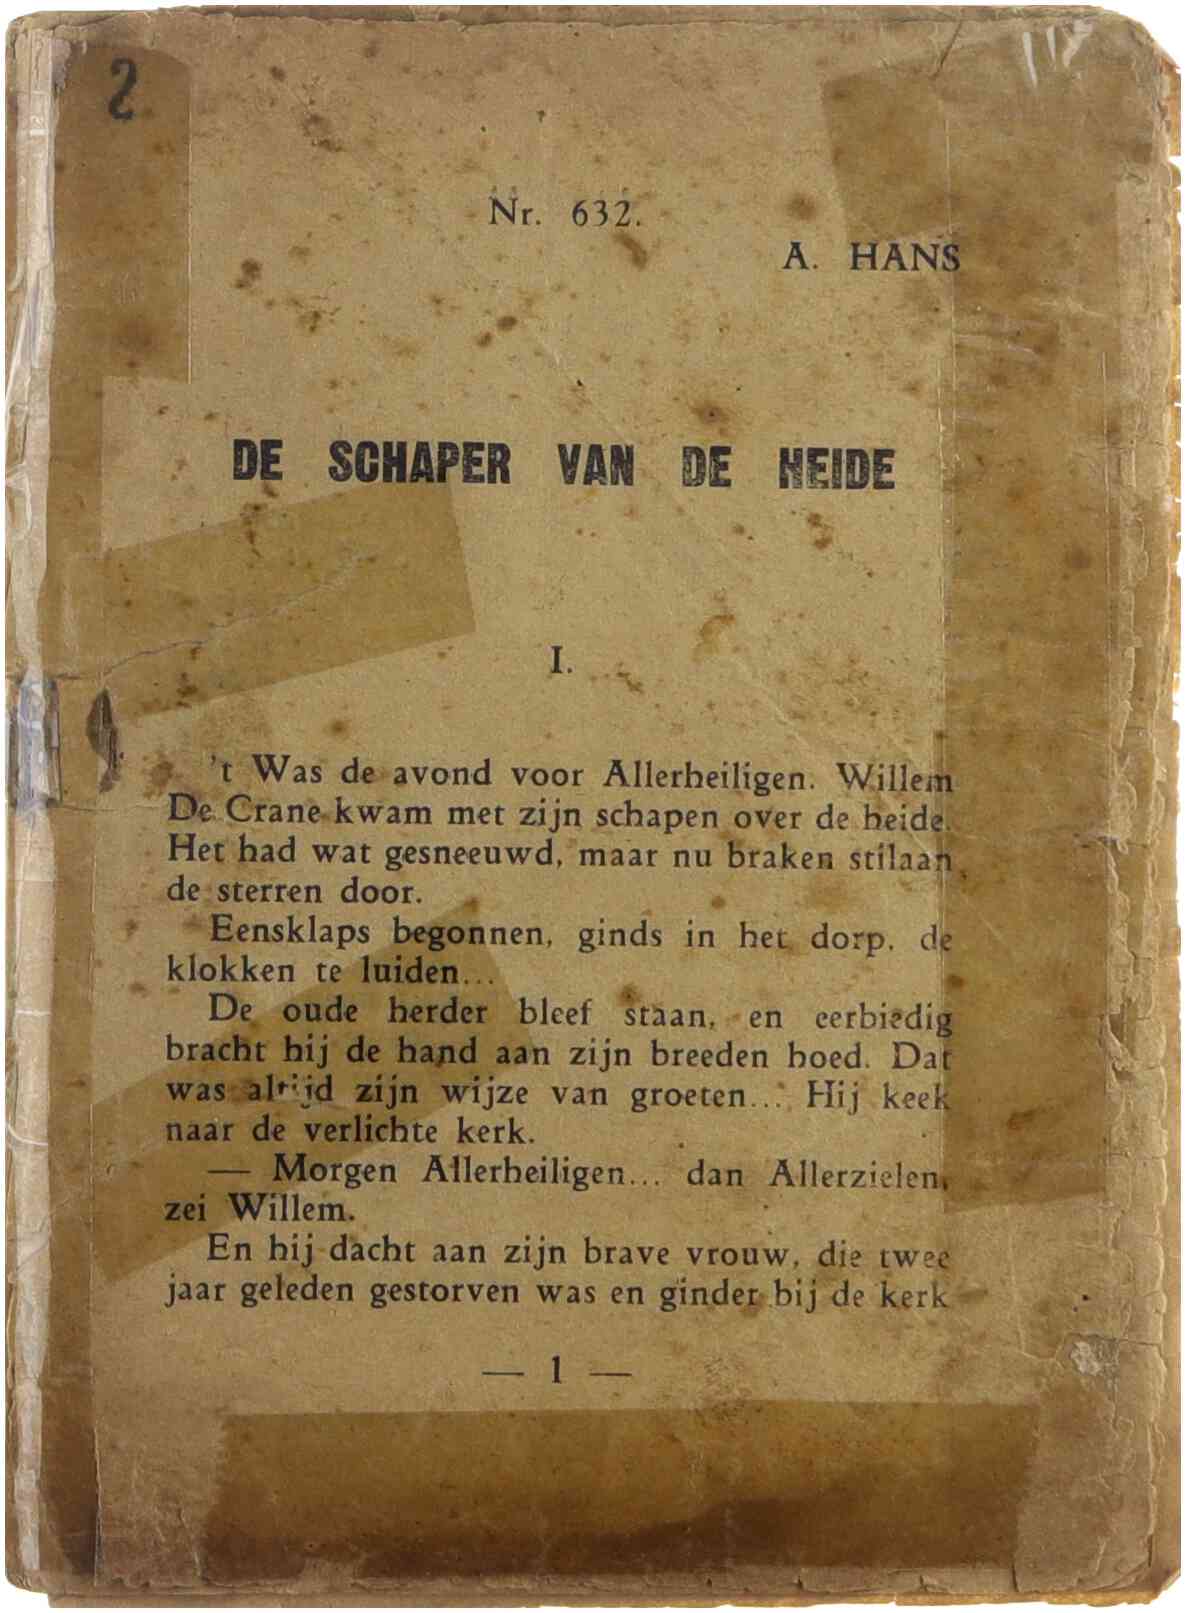 2
Nr. 632.
A. HANS
DE SCHAPER VAN DE HEIDE
I.
't Was de avond voor Allerheiligen. Willem
De Crane kwam met zijn schapen over de heide.
Het had wat gesneeuwd, maar nu braken stilaan
de sterren door.
Eensklaps begonnen, ginds in het dorp, de
klokken te luiden...
De oude herder bleef staan, en eerbiedig
bracht hij de hand aan zijn breeden hoed. Dat
was altijd zijn wijze van groeten... Hij keek
naar de verlichte kerk.
— Morgen Allerheiligen... dan Allerzielen,
zei Willem.
En hij dacht aan zijn brave vrouw, die twee
jaar geleden gestorven was en ginder bij de kerk
— 1 —